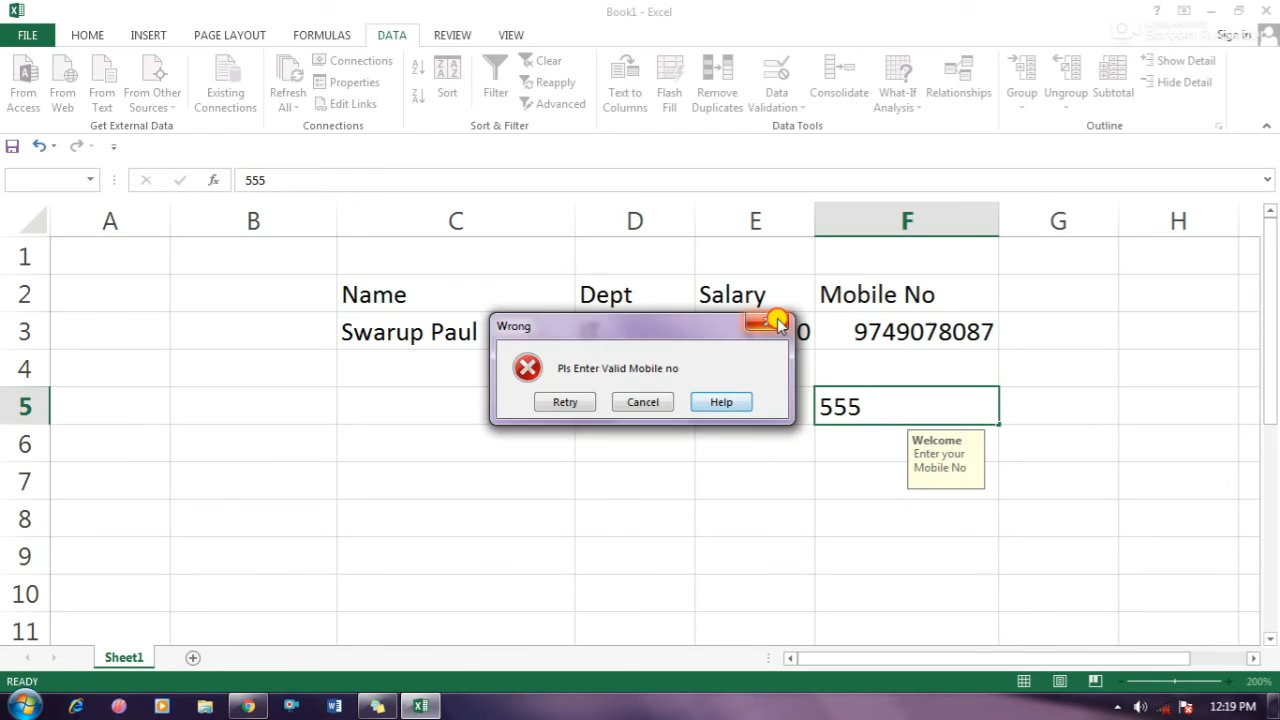 Book1 - Excel
FILE HOME INSERT PAGE LAYOUT FORMULAS DATA REVIEW VIEW
Sign in
From Access
From Web
From Text
From Other Sources
Existing Connections
Refresh All
Connections
Properties
Edit Links
Sort
Filter
Clear
Reapply
Advanced
Text to Columns
Flash Fill
Remove Duplicates
Data Validation
Consolidate
What-If Analysis
Relationships
Group
Ungroup
Subtotal
Show Detail
Hide Detail
Get External Data
Connections
Sort & Filter
Data Tools
Outline
fx 555
A B C D E F G H
1
2 Name Dept Salary Mobile No
3 Swarup Paul 0 9749078087
Wrong
Pls Enter Valid Mobile no
Retry Cancel Help
4
5 555
Welcome
Enter your
Mobile No
6
7
8
9
10
11
Sheet1
READY
200%
12:19 PM